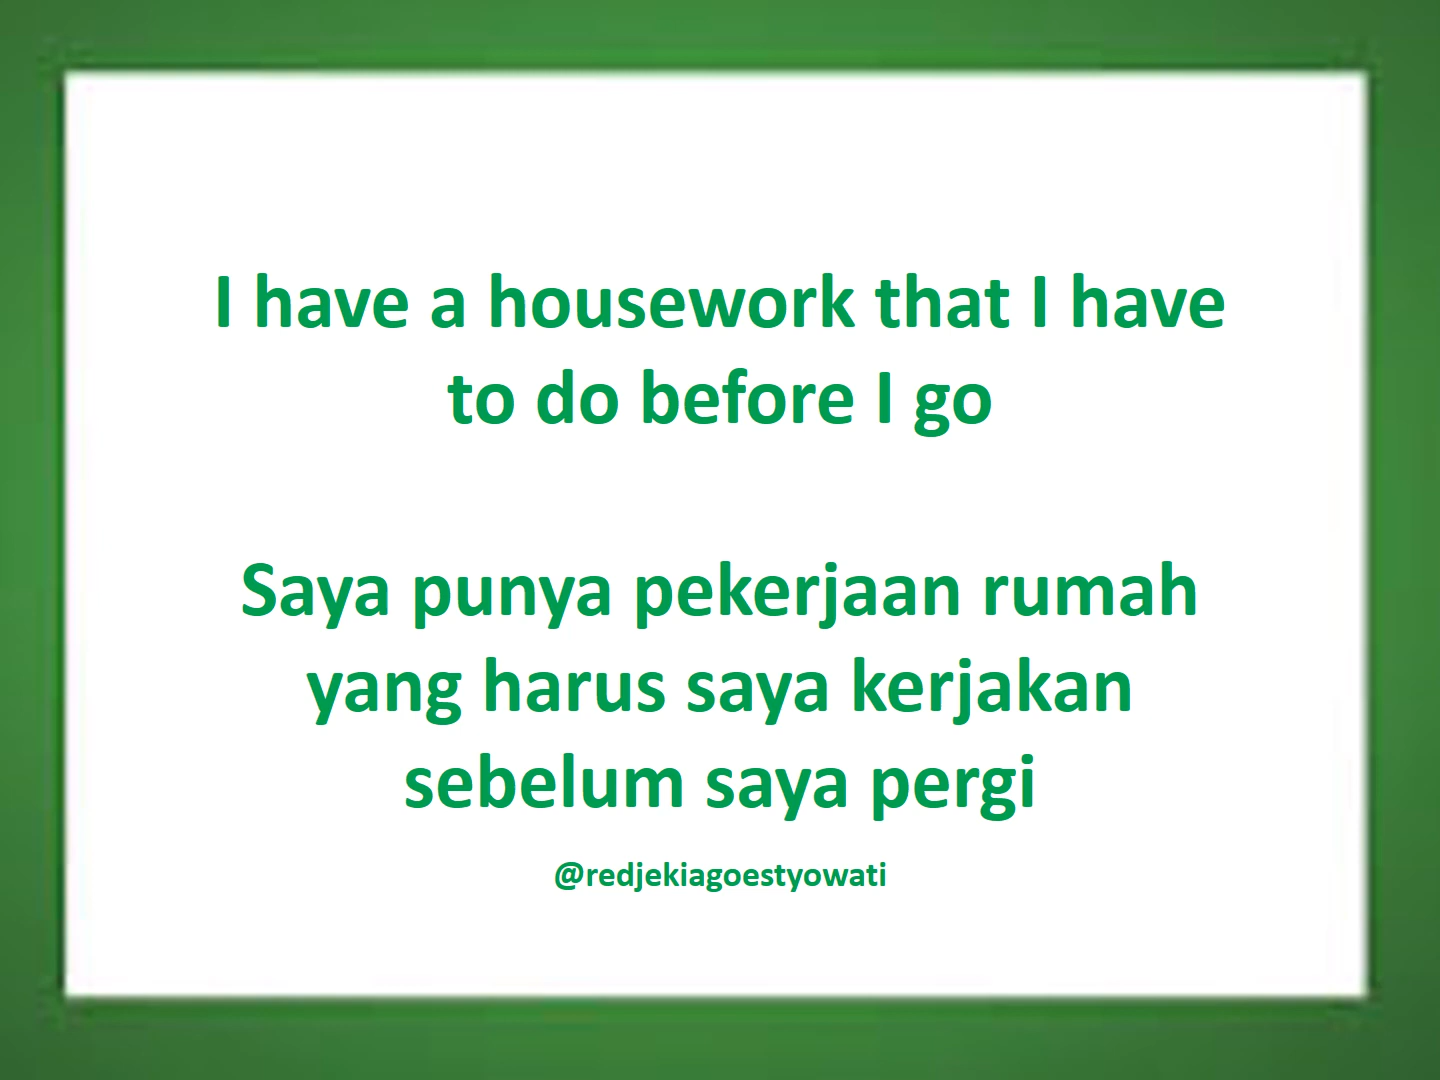 I have a housework that I have
to do before I go
Saya punya pekerjaan rumah
yang harus saya kerjakan
sebelum saya pergi
@redjekiagoestyowati